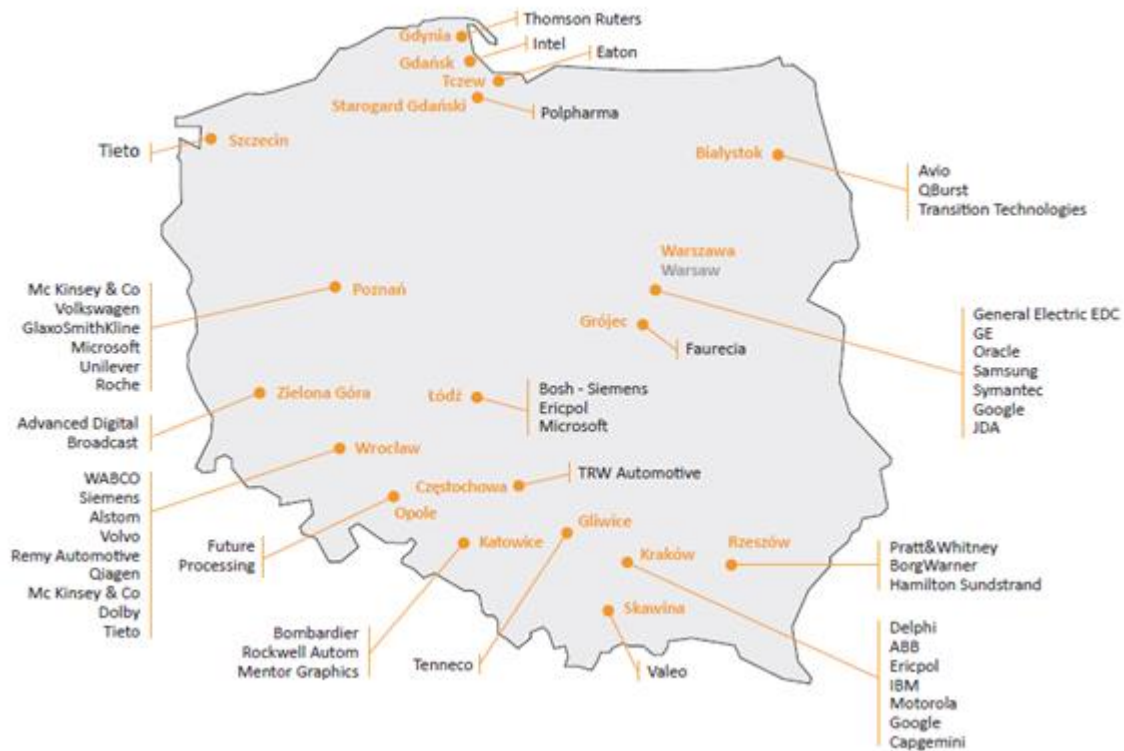 Gdynia
Thomson Ruters
Gdańsk
Intel
Tczew
Eaton
Starogard Gdański
Polpharma
Tieto
Szczecin
Białystok
Avio
QBurst
Transition Technologies
Warszawa
Warsaw
General Electric EDC
GE
Oracle
Samsung
Symantec
Google
JDA
Mc Kinsey & Co
Volkswagen
GlaxoSmithKline
Microsoft
Unilever
Roche
Poznań
Grójec
Faurecia
Zielona Góra
Advanced Digital
Broadcast
Łódź
Bosh - Siemens
Ericpol
Microsoft
Wrocław
WABCO
Siemens
Alstom
Volvo
Remy Automotive
Qiagen
Mc Kinsey & Co
Dolby
Tieto
Częstochowa
TRW Automotive
Opole
Future
Processing
Katowice
Bombardier
Rockwell Autom
Mentor Graphics
Gliwice
Tenneco
Kraków
Delphi
ABB
Ericpol
IBM
Motorola
Google
Capgemini
Rzeszów
Pratt&Whitney
BorgWarner
Hamilton Sundstrand
Skawina
Valeo